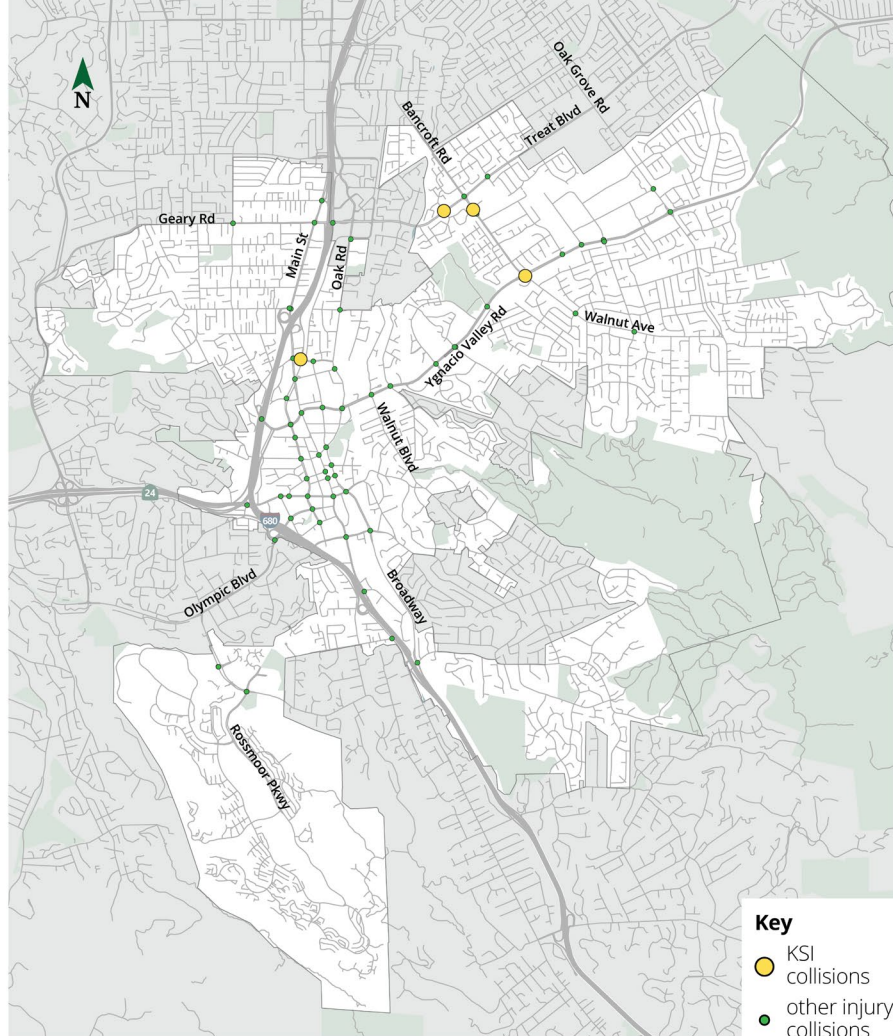 N
Oak Grove Rd
Bancroft Rd
Treat Blvd
Geary Rd
Main St
Oak Rd
Ygnacio Valley Rd
Walnut Ave
Walnut Blvd
24
680
Olympic Blvd
Broadway
Rossmoor Pkwy
Key
KSI
collisions
other injury
collisions